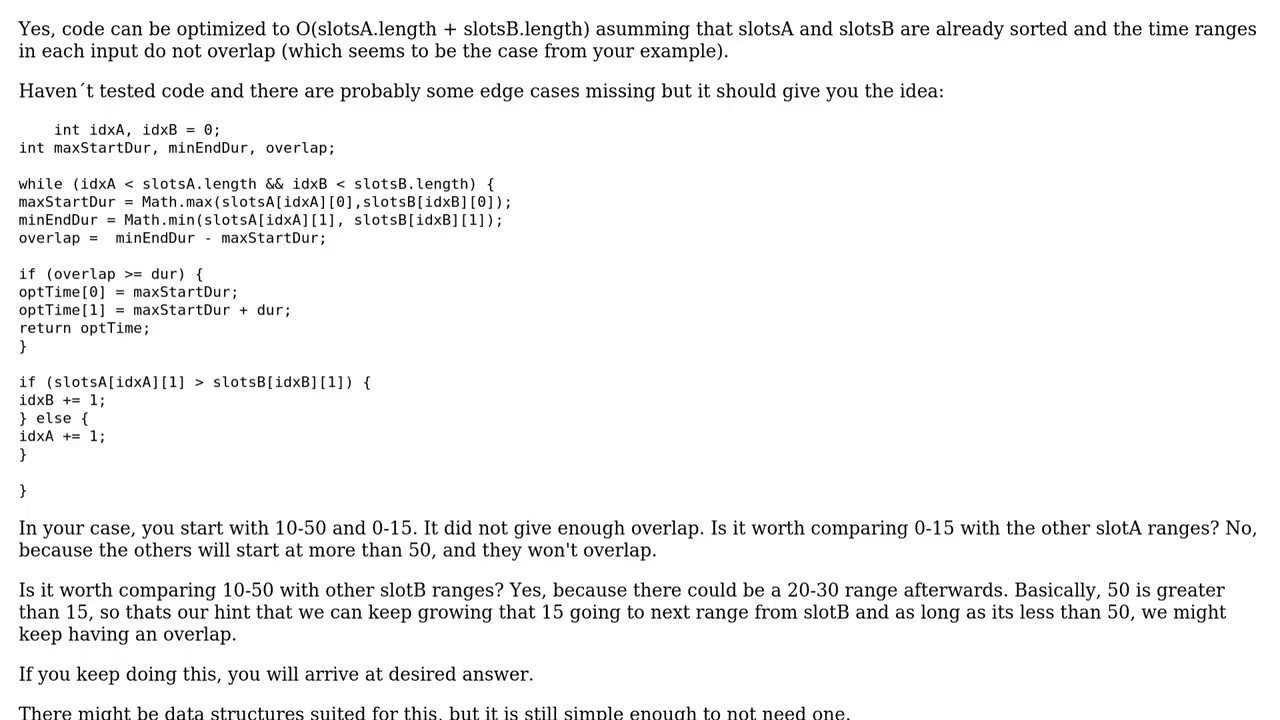 Yes, code can be optimized to O(slotsA.length + slotsB.length) asumming that slotsA and slotsB are already sorted and the time ranges
in each input do not overlap (which seems to be the case from your example).
Haven´t tested code and there are probably some edge cases missing but it should give you the idea:
int idxA, idxB = 0;
int maxStartDur, minEndDur, overlap;
while (idxA < slotsA.length && idxB < slotsB.length) {
maxStartDur = Math.max(slotsA[idxA][0],slotsB[idxB][0]);
minEndDur = Math.min(slotsA[idxA][1], slotsB[idxB][1]);
overlap =  minEndDur - maxStartDur;
if (overlap >= dur) {
optTime[0] = maxStartDur;
optTime[1] = maxStartDur + dur;
return optTime;
}
if (slotsA[idxA][1] > slotsB[idxB][1]) {
idxB += 1;
} else {
idxA += 1;
}
}
In your case, you start with 10-50 and 0-15. It did not give enough overlap. Is it worth comparing 0-15 with the other slotA ranges? No,
because the others will start at more than 50, and they won't overlap.
Is it worth comparing 10-50 with other slotB ranges? Yes, because there could be a 20-30 range afterwards. Basically, 50 is greater
than 15, so thats our hint that we can keep growing that 15 going to next range from slotB and as long as its less than 50, we might
keep having an overlap.
If you keep doing this, you will arrive at desired answer.
There might be data structures suited for this, but it is still simple enough to not need one.